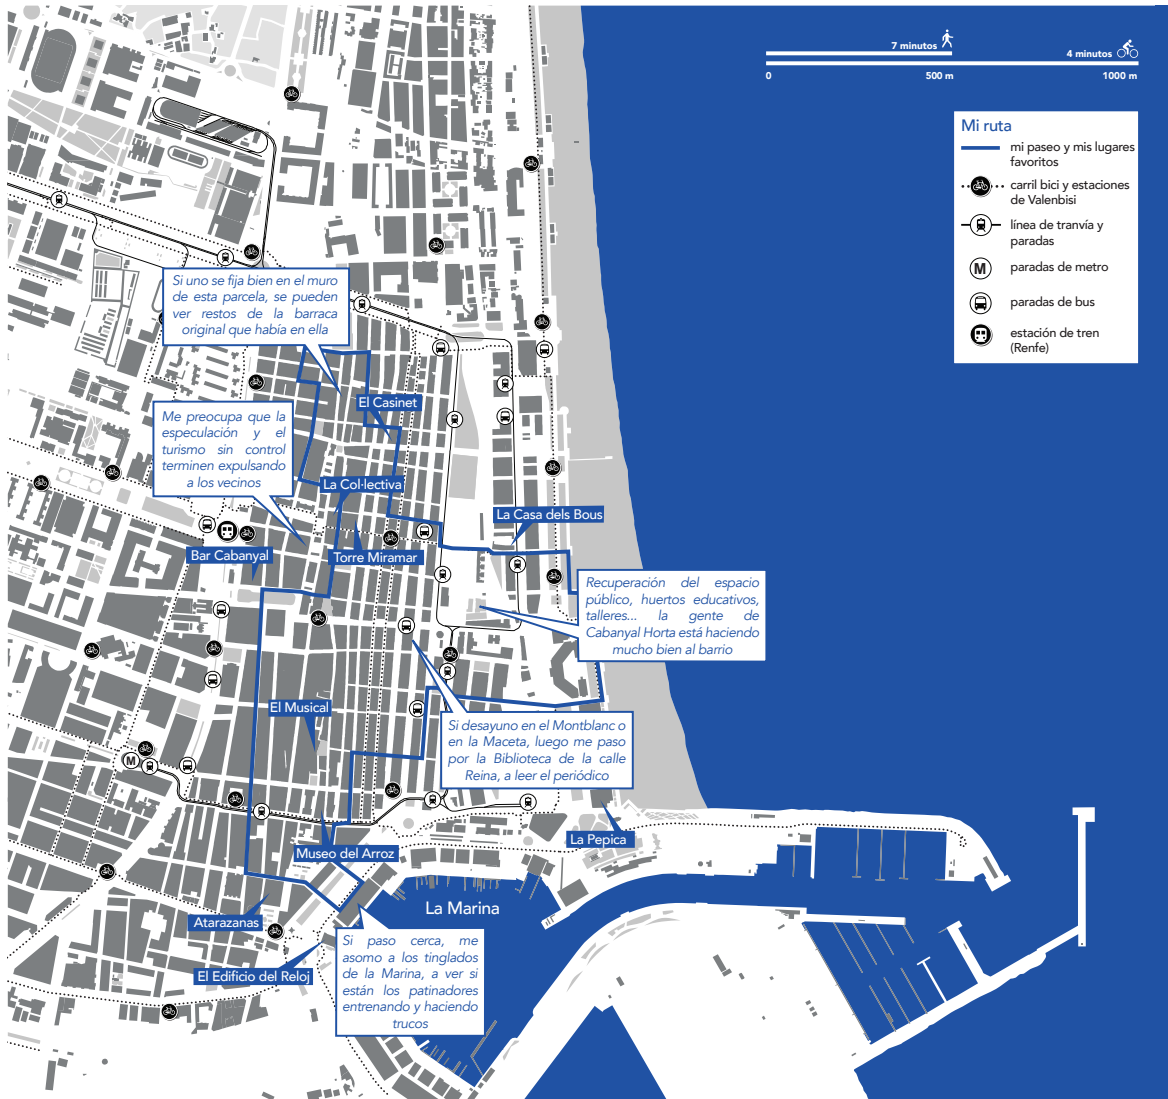 7 minutos
4 minutos
0
500 m
1000 m
Mi ruta
mi paseo y mis lugares
favoritos
carril bici y estaciones
de Valenbisi
línea de tranvía y
paradas
M
paradas de metro
paradas de bus
estación de tren
(Renfe)
Si uno se fija bien en el muro
de esta parcela, se pueden
ver restos de la barraca
original que había en ella
El Casinet
Me preocupa que la
especulación y el
turismo sin control
terminen expulsando
a los vecinos
La Col·lectiva
La Casa dels Bous
Bar Cabanyal
Torre Miramar
Recuperación del espacio
público, huertos educativos,
talleres... la gente de
Cabanyal Horta está haciendo
mucho bien al barrio
El Musical
Si desayuno en el Montblanc o
en la Maceta, luego me paso
por la Biblioteca de la calle
Reina, a leer el periódico
M
La Pepica
Museo del Arroz
La Marina
Atarazanas
Si paso cerca, me
asomo a los tinglados
de la Marina, a ver si
están los patinadores
entrenando y haciendo
trucos
El Edificio del Reloj